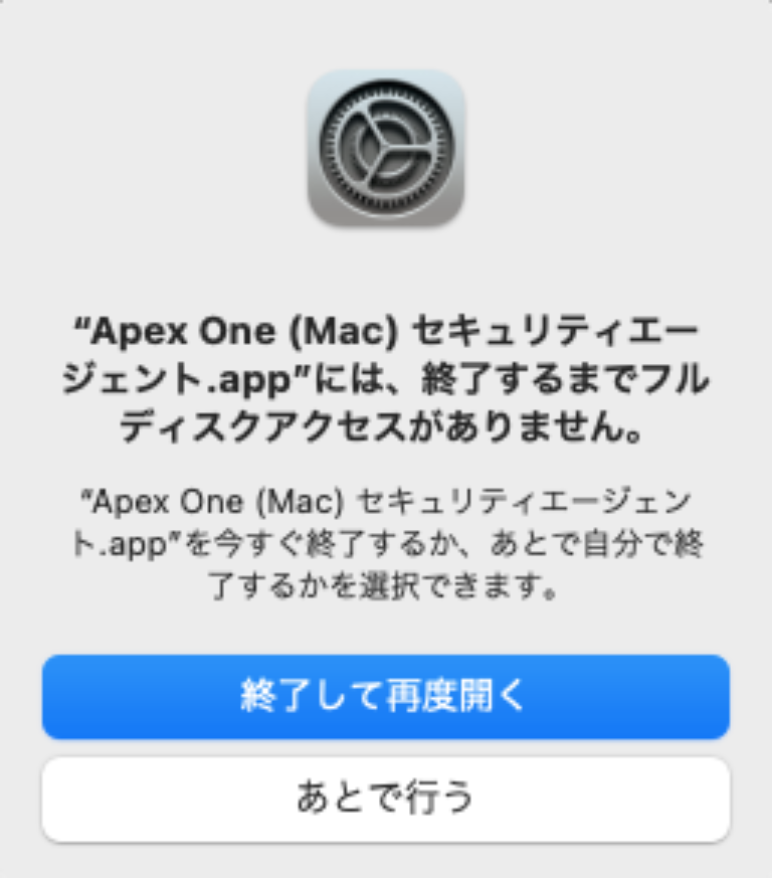 “Apex One (Mac) セキュリティエー
ジェント.app”には、終了するまでフル
ディスクアクセスがありません。
“Apex One (Mac) セキュリティエージェン
ト.app”を今すぐ終了するか、あとで自分で終
了するかを選択できます。
終了して再度開く
あとで行う